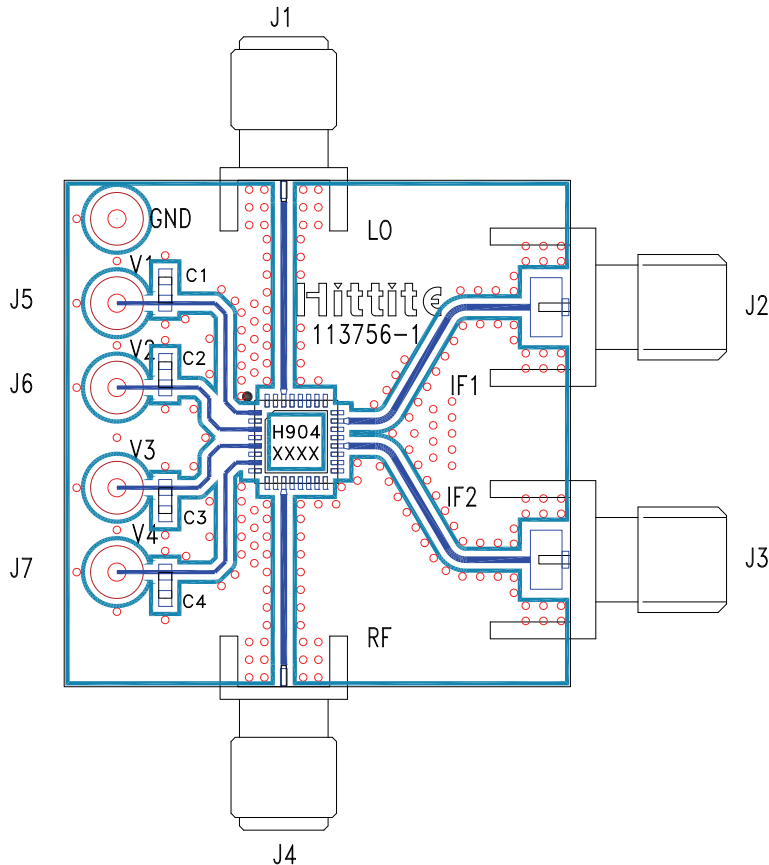 J1
GND
LO
V1
C1
J5
Hittite
J2
113756-1
V2
C2
J6
IF1
H904
XXXX
V3
IF2
C3
V4
J7
J3
C4
RF
J4